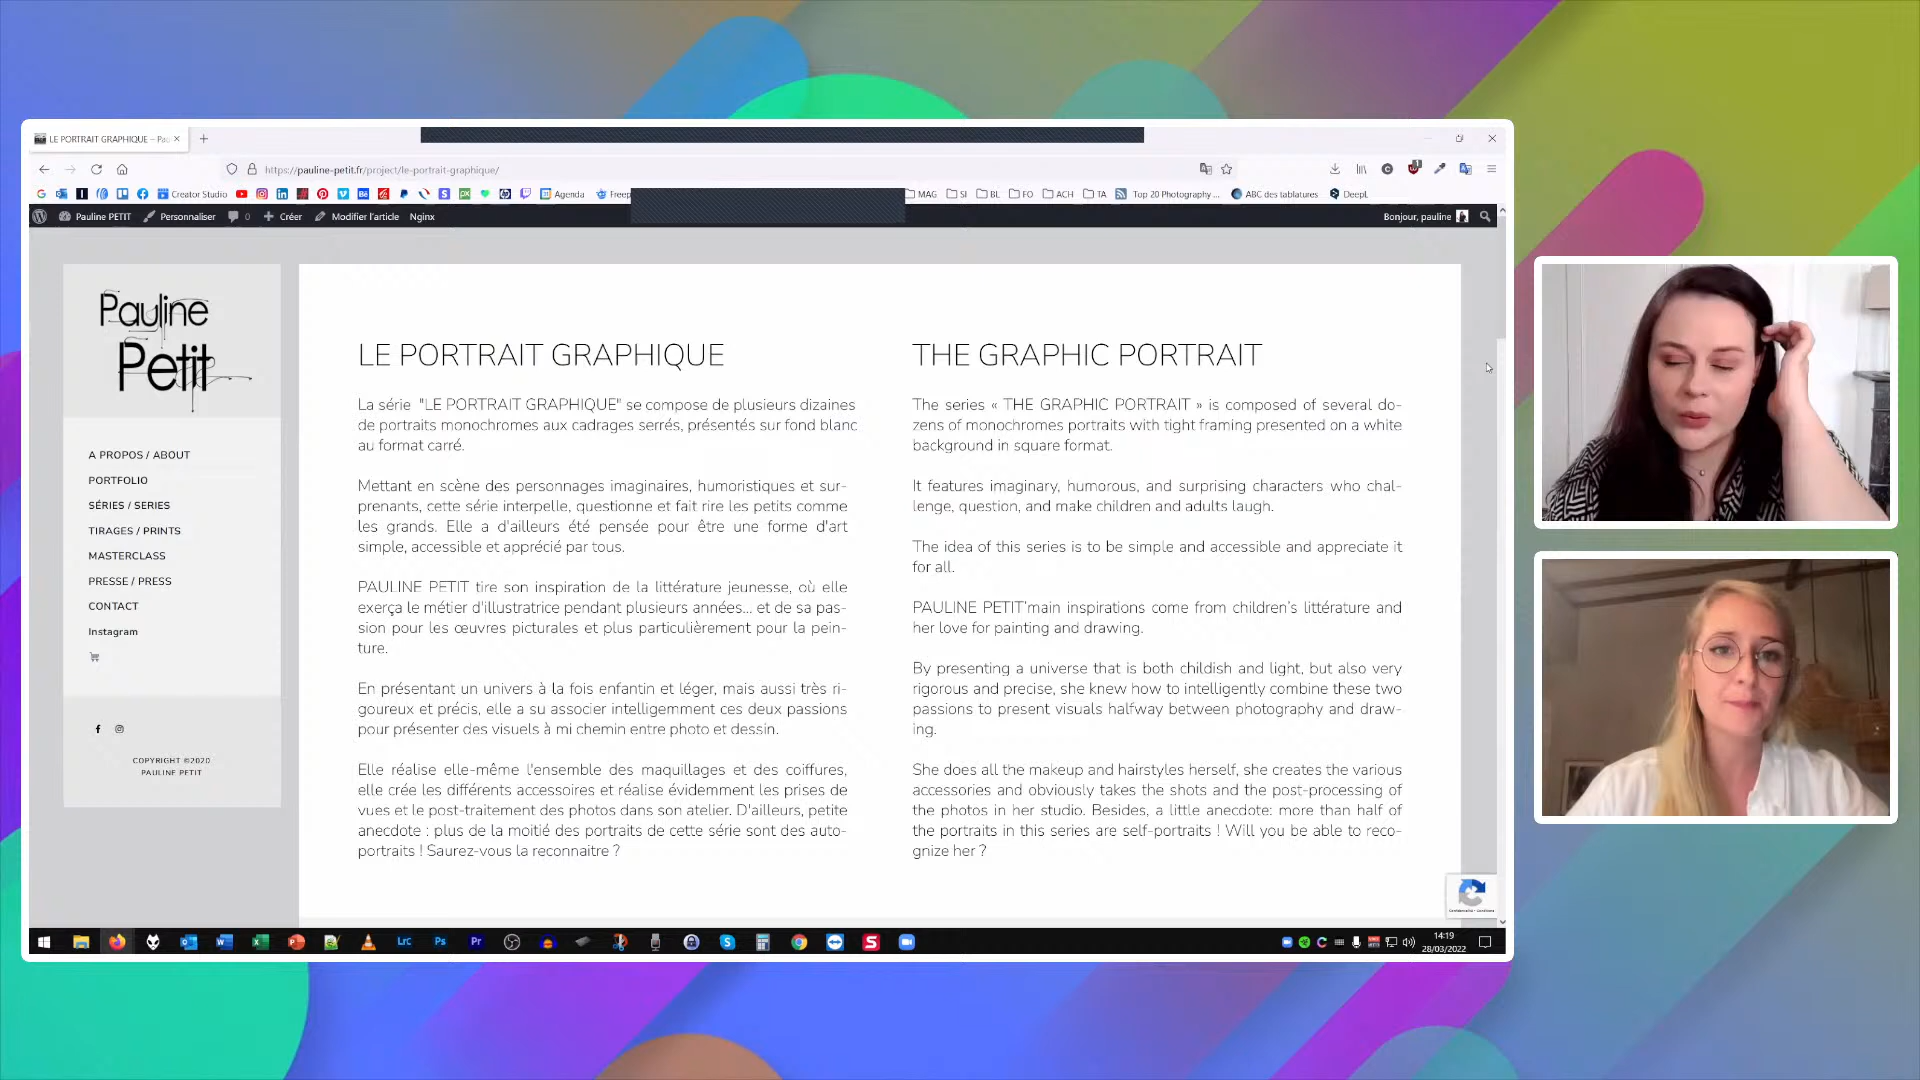 LE PORTRAIT GRAPHIQUE – Pau
https://pauline-petit.fr/project/le-portrait-graphique/
Creator Studio
Agenda
Freep
MAG
SI
BL
FO
ACH
TA
Top 20 Photography ...
ABC des tablatures
DeepL
Pauline PETIT
Personnaliser
0
Créer
Modifier l'article
Nginx
Bonjour, pauline
Pauline
Petit
A PROPOS / ABOUT
PORTFOLIO
SÉRIES / SERIES
TIRAGES / PRINTS
MASTERCLASS
PRESSE / PRESS
CONTACT
Instagram
COPYRIGHT ©2020
PAULINE PETIT
LE PORTRAIT GRAPHIQUE
La série "LE PORTRAIT GRAPHIQUE" se compose de plusieurs dizaines
de portraits monochromes aux cadrages serrés, présentés sur fond blanc
au format carré.
Mettant en scène des personnages imaginaires, humoristiques et sur-
prenants, cette série interpelle, questionne et fait rire les petits comme
les grands. Elle a d'ailleurs été pensée pour être une forme d'art
simple, accessible et apprécié par tous.
PAULINE PETIT tire son inspiration de la littérature jeunesse, où elle
exerça le métier d'illustratrice pendant plusieurs années... et de sa pas-
sion pour les œuvres picturales et plus particulièrement pour la pein-
ture.
En présentant un univers à la fois enfantin et léger, mais aussi très ri-
goureux et précis, elle a su associer intelligemment ces deux passions
pour présenter des visuels à mi chemin entre photo et dessin.
Elle réalise elle-même l'ensemble des maquillages et des coiffures,
elle crée les différents accessoires et réalise évidemment les prises de
vues et le post-traitement des photos dans son atelier. D'ailleurs, petite
anecdote : plus de la moitié des portraits de cette série sont des auto-
portraits ! Saurez-vous la reconnaitre ?
THE GRAPHIC PORTRAIT
The series « THE GRAPHIC PORTRAIT » is composed of several do-
zens of monochromes portraits with tight framing presented on a white
background in square format.
It features imaginary, humorous, and surprising characters who chal-
lenge, question, and make children and adults laugh.
The idea of this series is to be simple and accessible and appreciate it
for all.
PAULINE PETIT'main inspirations come from children's littérature and
her love for painting and drawing.
By presenting a universe that is both childish and light, but also very
rigorous and precise, she knew how to intelligently combine these two
passions to present visuals halfway between photography and draw-
ing.
She does all the makeup and hairstyles herself, she creates the various
accessories and obviously takes the shots and the post-processing of
the photos in her studio. Besides, a little anecdote: more than half of
the portraits in this series are self-portraits ! Will you be able to reco-
gnize her ?
Confidentialité - Conditions
Lrc
Ps
Pr
14:19
28/03/2022